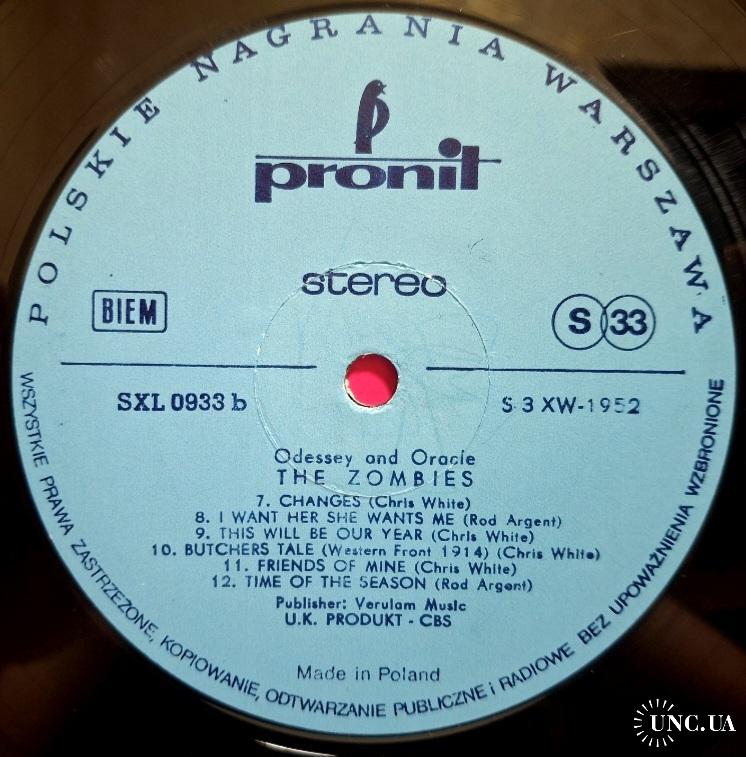 POLSKIE NAGRANIA WARSZAWA
pronit
stereo
BIEM
S 33
SXL 0933 b
S 3 XW-1952
Odessey and Oracle
THE ZOMBIES
7. CHANGES (Chris White)
8. I WANT HER SHE WANTS ME (Rod Argent)
9. THIS WILL BE OUR YEAR (Chris White)
10. BUTCHERS TALE (Western Front 1914) (Chris White)
11. FRIENDS OF MINE (Chris White)
12. TIME OF THE SEASON (Rod Argent)
Publisher: Verulam Music
U.K. PRODUKT - CBS
Made in Poland
WSZYSTKIE PRAWA ZASTRZEŻONE, KOPIOWANIE, ODTWARZANIE PUBLICZNE i RADIOWE BEZ UPOWAŻNIENIA WZBRONIONE
UNC.UA